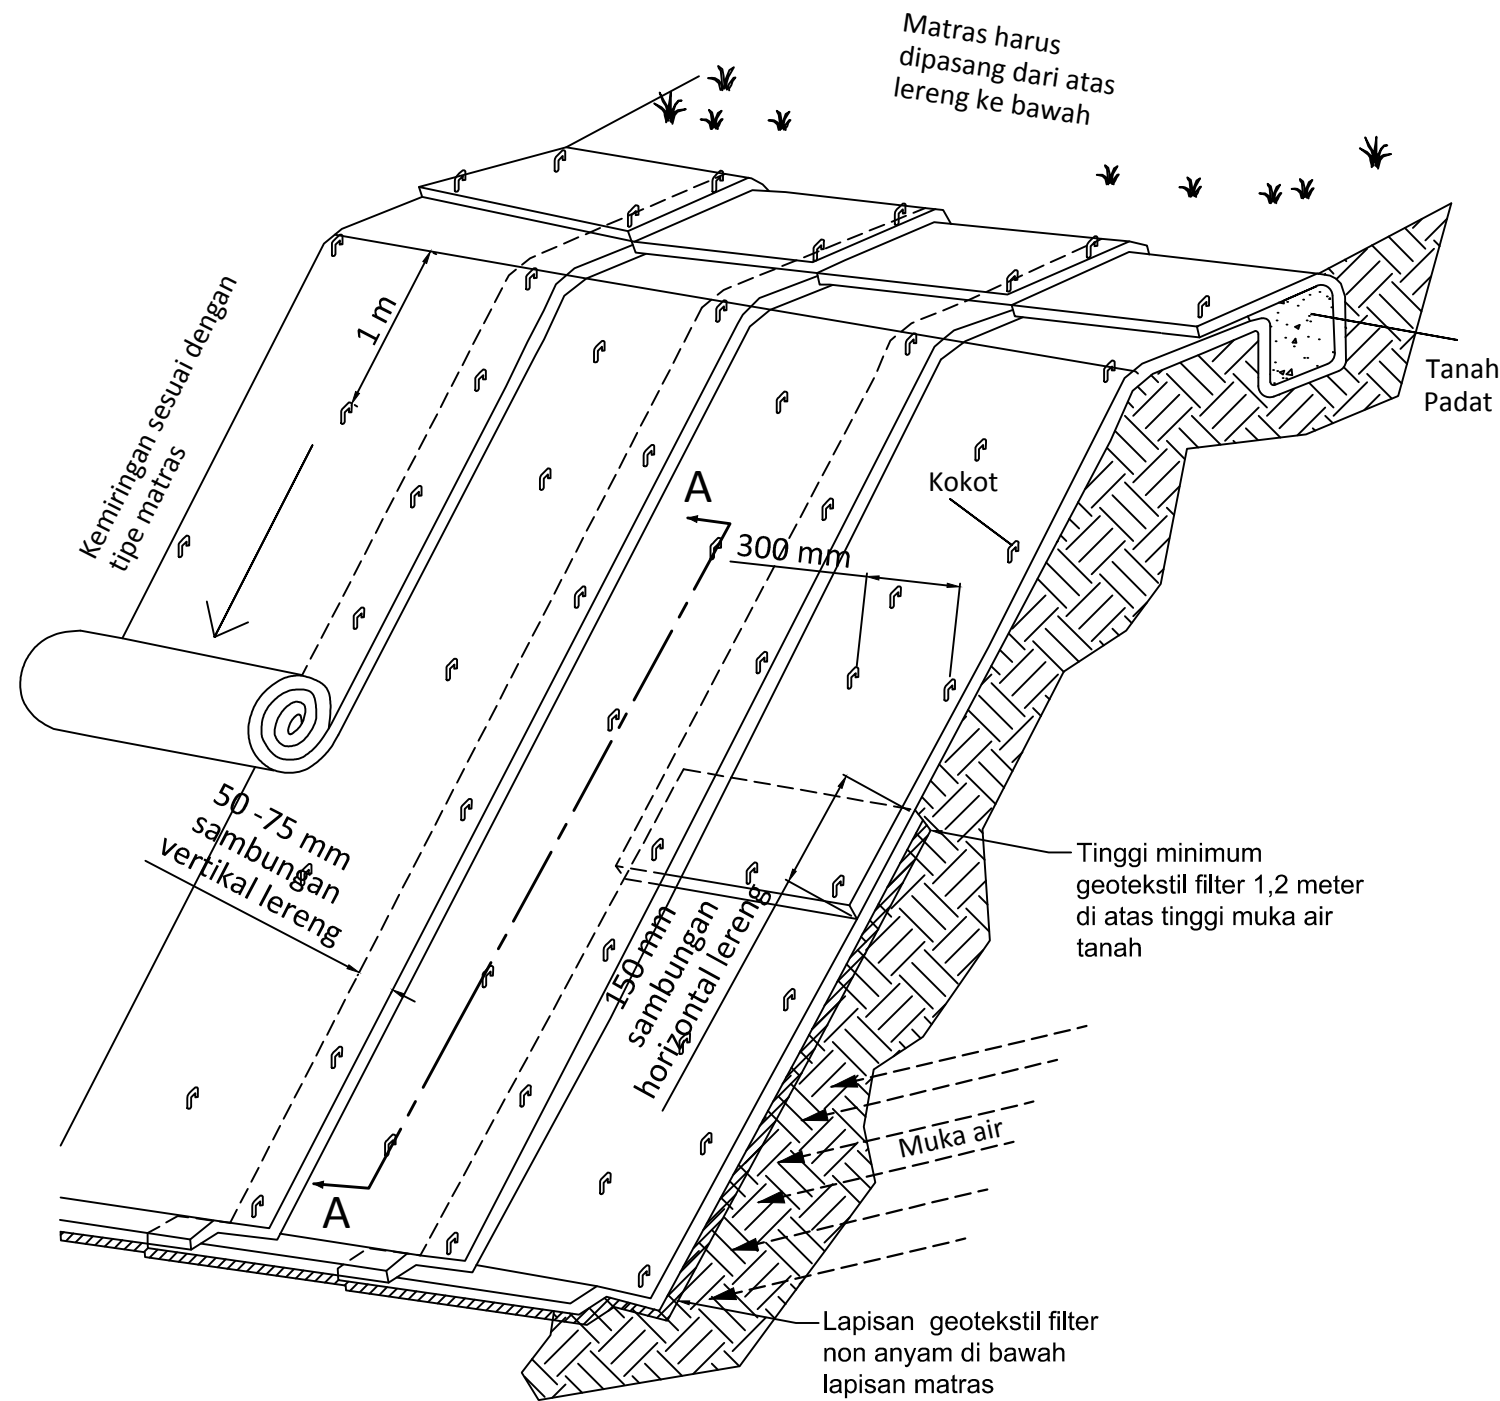 Matras harus
dipasang dari atas
lereng ke bawah
Kemiringan sesuai dengan
tipe matras
1 m
Tanah
Padat
Kokot
A
300 mm
50 -75 mm
sambungan
vertikal lereng
150 mm
sambungan
horizontal lereng
Tinggi minimum
geotekstil filter 1,2 meter
di atas tinggi muka air
tanah
Muka air
A
Lapisan geotekstil filter
non anyam di bawah
lapisan matras